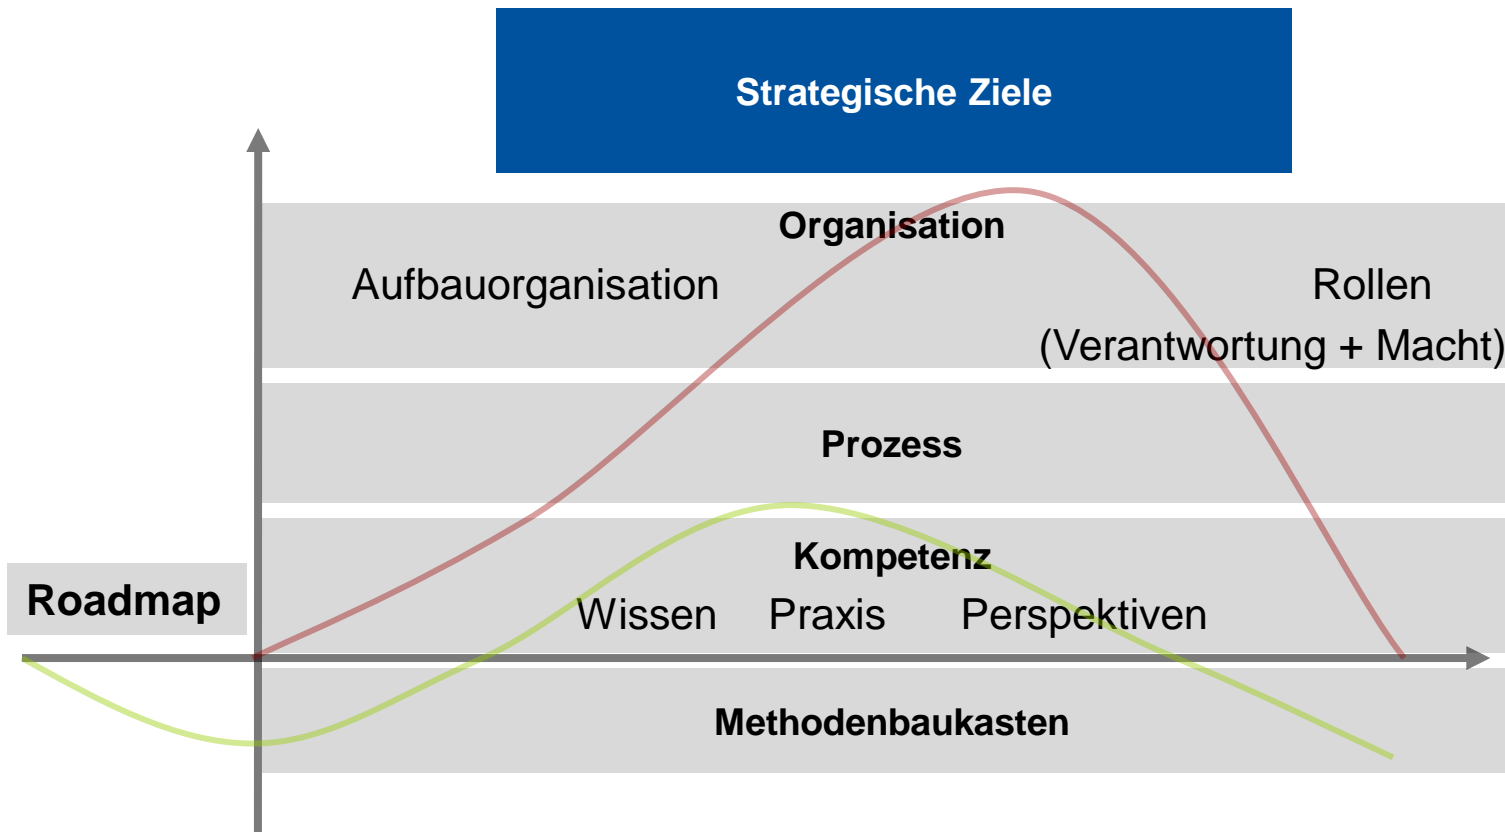 Strategische Ziele
Organisation
Aufbauorganisation
Rollen
(Verantwortung + Macht)
Prozess
Kompetenz
Roadmap
Wissen Praxis Perspektiven
Methodenbaukasten